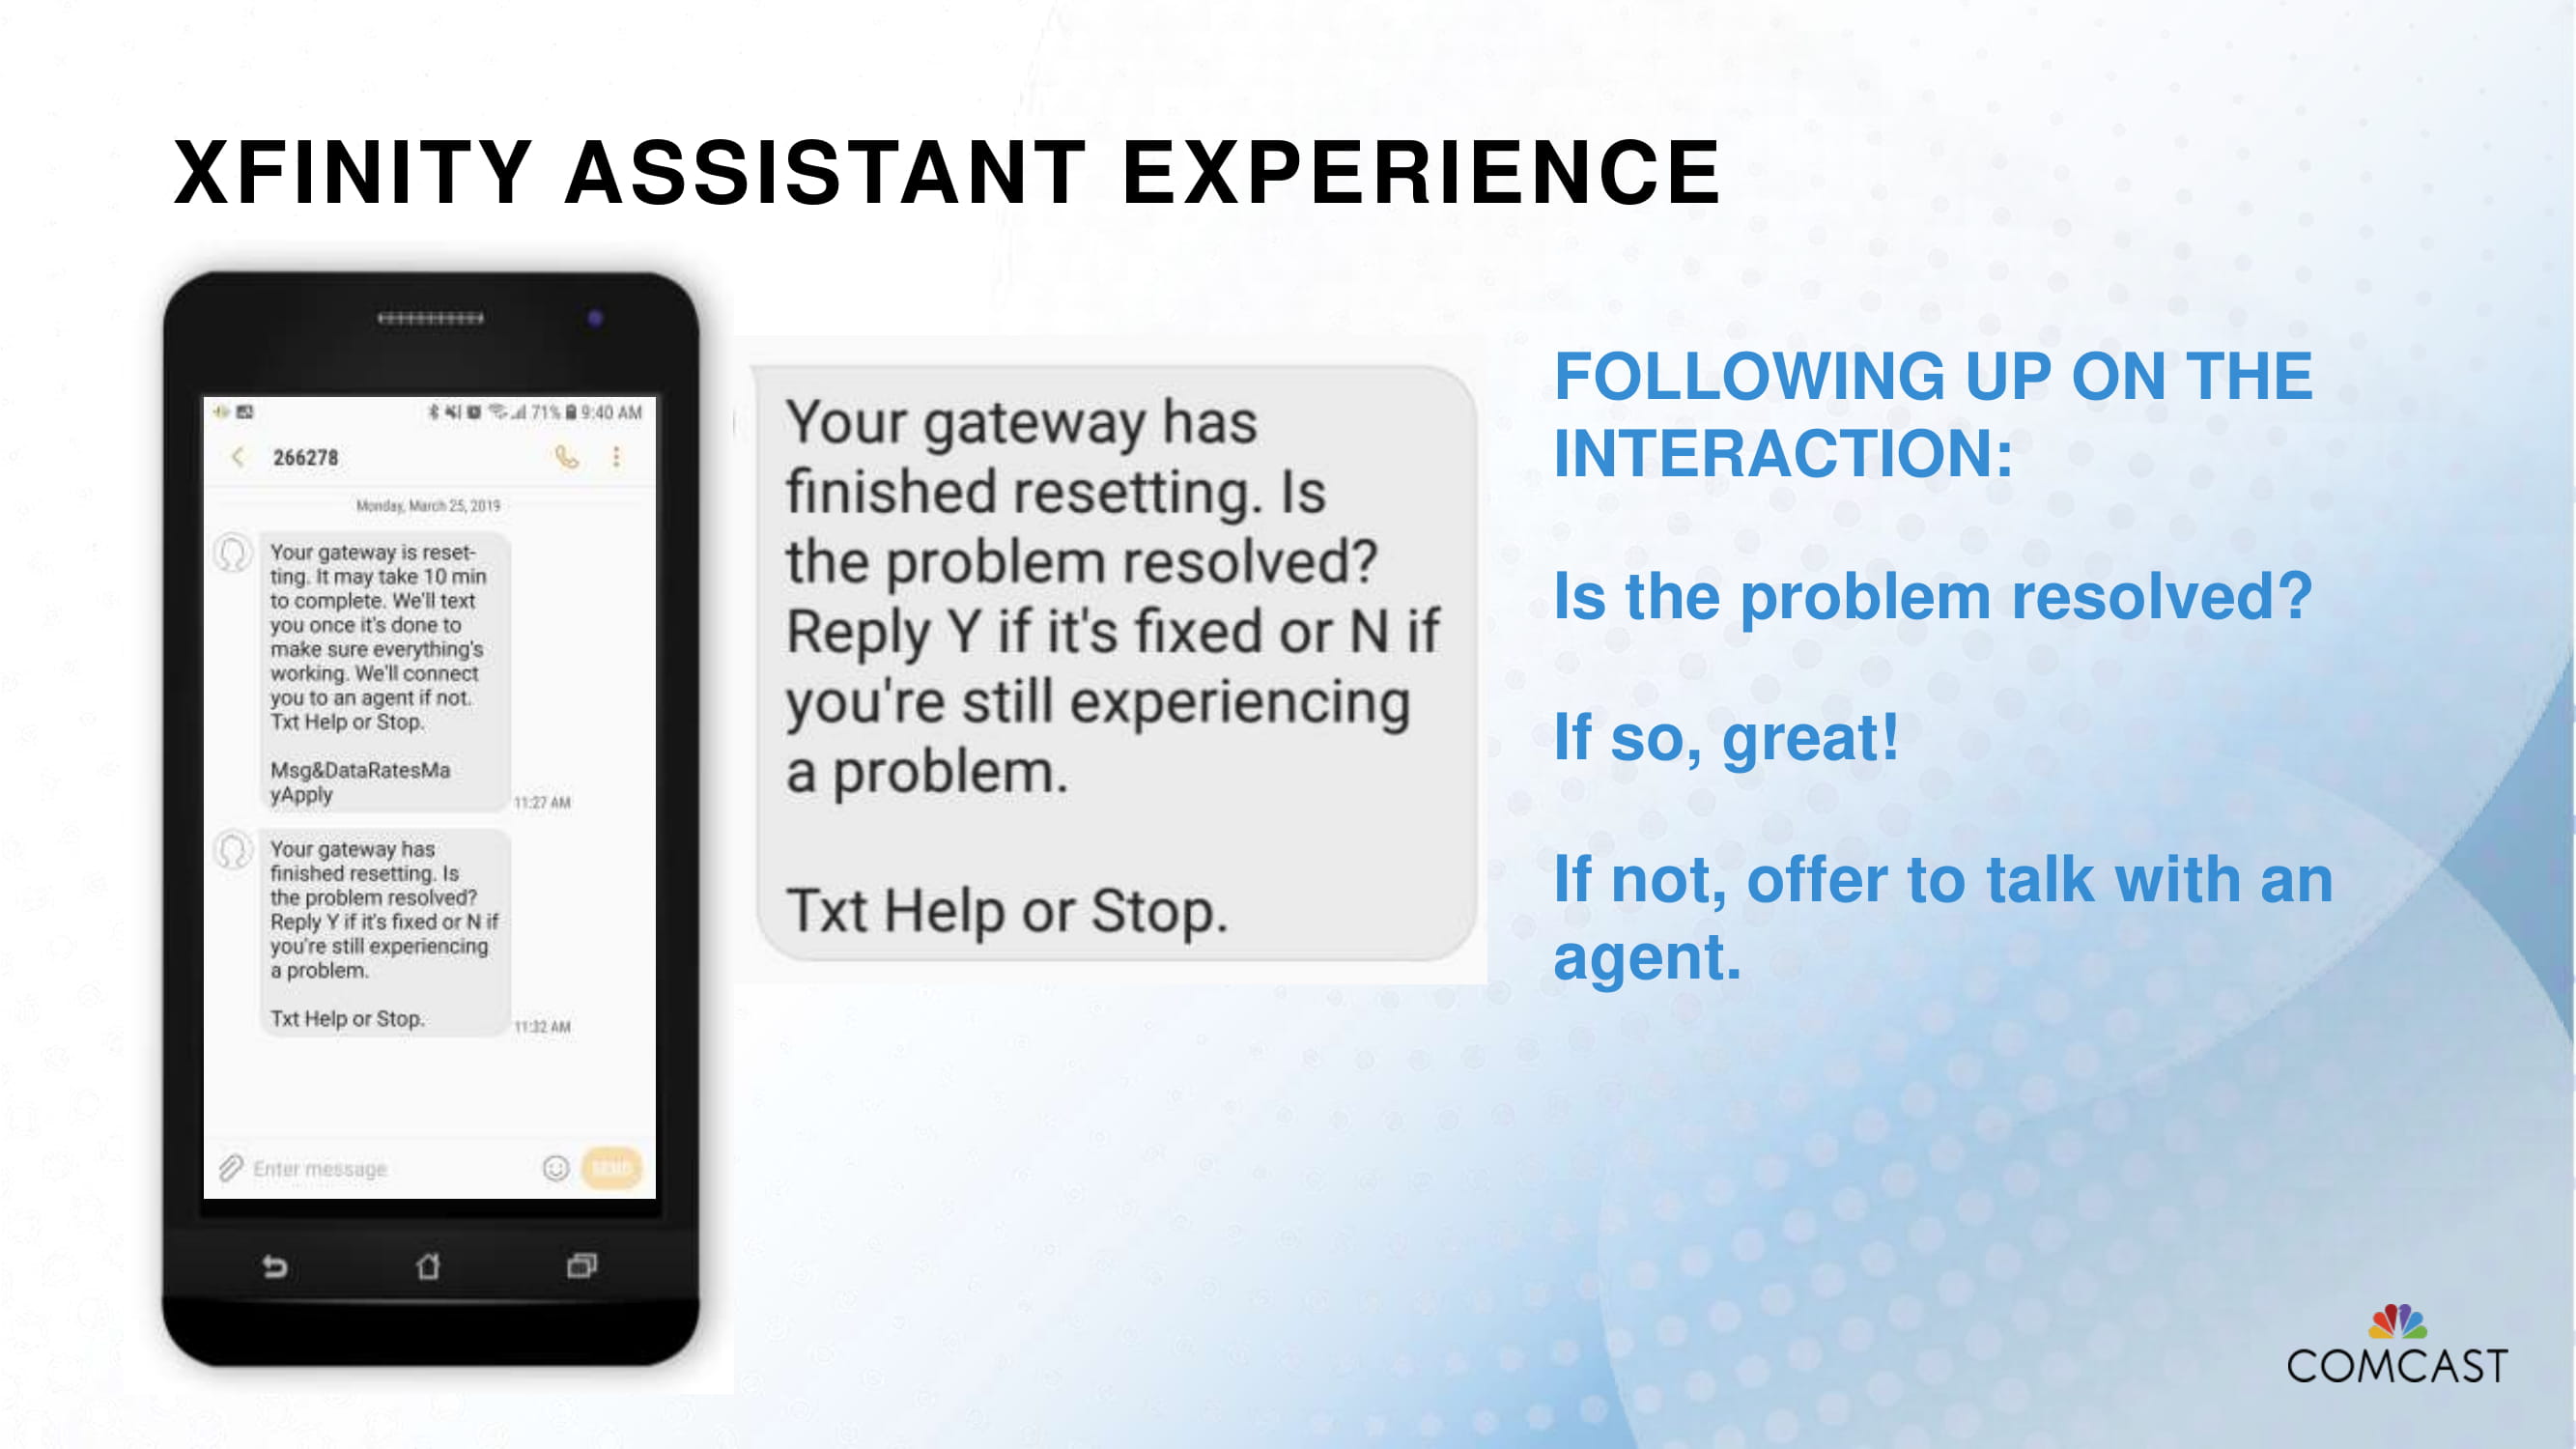 XFINITY ASSISTANT EXPERIENCE
71% 9:40 AM
266278
Monday, March 25, 2019
Your gateway is reset-
ting. It may take 10 min
to complete. We'll text
you once it's done to
make sure everything's
working. We'll connect
you to an agent if not.
Txt Help or Stop.
Msg&DataRatesMa
yApply
11:27 AM
Your gateway has
finished resetting. Is
the problem resolved?
Reply Y if it's fixed or N if
you're still experiencing
a problem.
Txt Help or Stop.
11:32 AM
Enter message
SEND
Your gateway has
finished resetting. Is
the problem resolved?
Reply Y if it's fixed or N if
you're still experiencing
a problem.
Txt Help or Stop.
FOLLOWING UP ON THE
INTERACTION:
Is the problem resolved?
If so, great!
If not, offer to talk with an
agent.
COMCAST